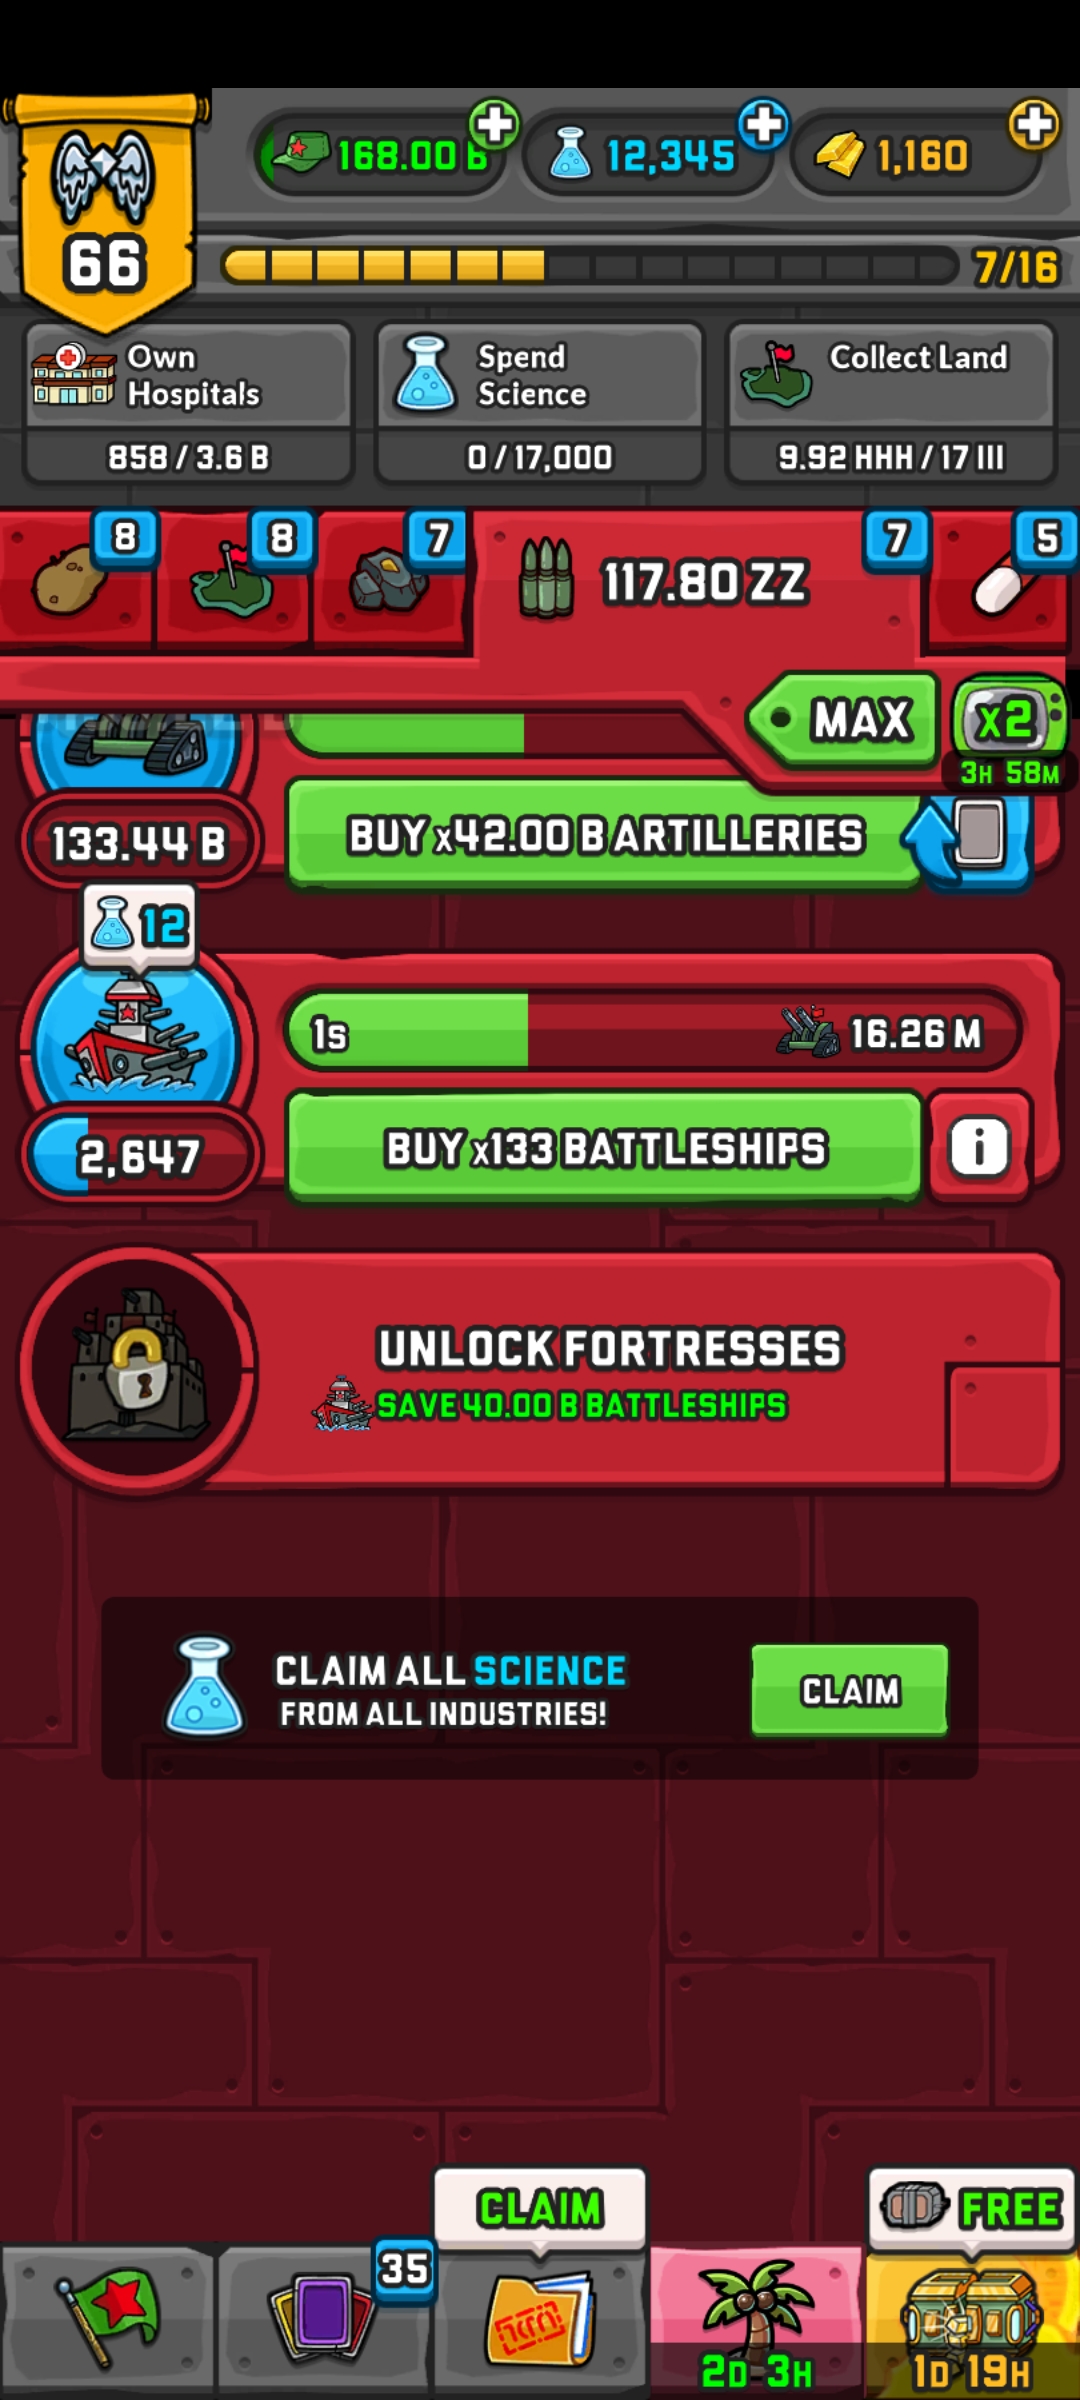 168.00 B
12,345
1,160
66
7/16
Own
Hospitals
858 / 3.6 B
Spend
Science
0 / 17,000
Collect Land
9.92 HHH / 17 III
8
8
7
117.80 ZZ
7
5
MAX
x2
3H 58M
133.44 B
BUY x42.00 B ARTILLERIES
12
1s
16.26 M
2,647
BUY x133 BATTLESHIPS
i
UNLOCK FORTRESSES
SAVE 40.00 B BATTLESHIPS
CLAIM ALL SCIENCE
FROM ALL INDUSTRIES!
CLAIM
CLAIM
FREE
35
2D 3H
1D 19H